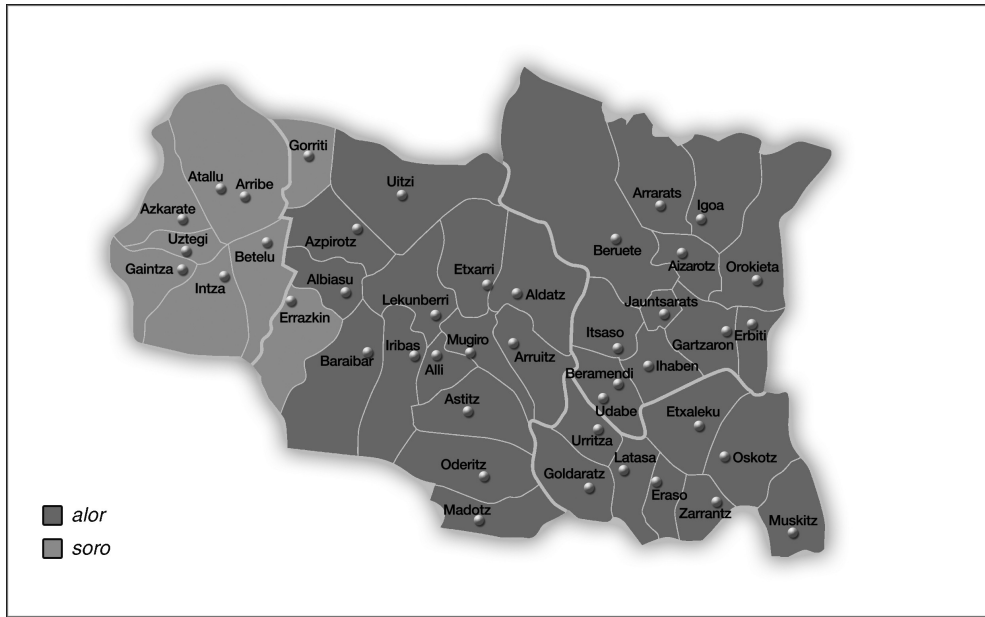 Gorriti
Atallu
Arribe
Uitzi
Arrarats
Igoa
Azkarate
Uztegi
Azpirotz
Beruete
Gaintza
Betelu
Intza
Albiasu
Etxarri
Aldatz
Aizarotz
Orokieta
Errazkin
Lekunberri
Jauntsarats
Itsaso
Gartzaron
Erbiti
Baraibar
Iribas
Alli
Mugiro
Arruitz
Ihaben
Beramendi
Udabe
Astitz
Urritza
Etxaleku
Oderitz
Goldaratz
Latasa
Oskotz
Eraso
Zarrantz
Madotz
Muskitz
alor
soro